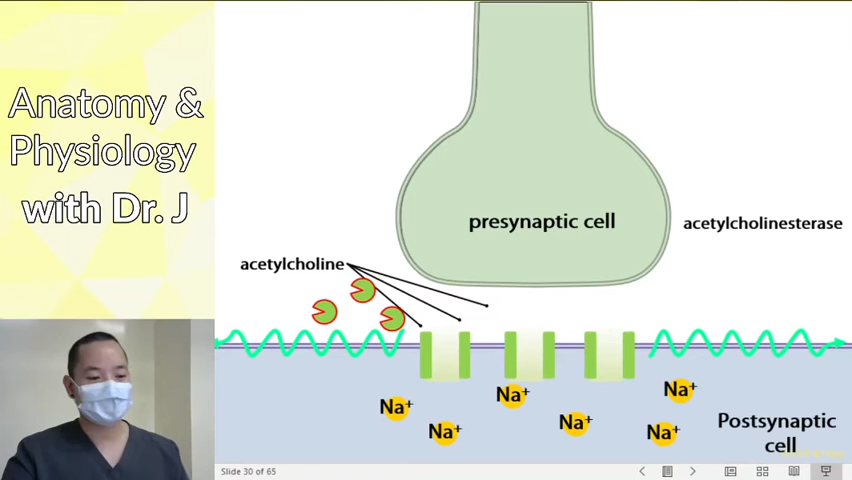 Anatomy &
Physiology
with Dr. J
presynaptic cell
acetylcholinesterase
acetylcholine
Na⁺
Na⁺
Na⁺
Na⁺
Na⁺
Na⁺
Postsynaptic
cell
Slide 30 of 65